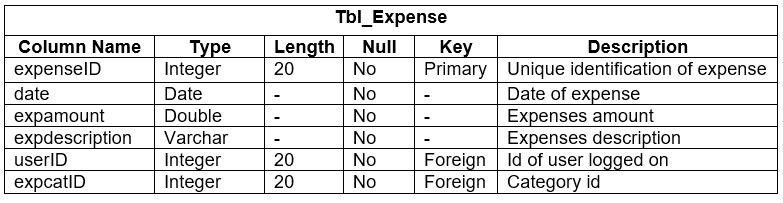 Tbl_Expense
Column Name Type Length Null Key Description
expenseID Integer 20 No Primary Unique identification of expense
date Date - No - Date of expense
expamount Double - No - Expenses amount
expdescription Varchar - No - Expenses description
userID Integer 20 No Foreign Id of user logged on
expcatID Integer 20 No Foreign Category id